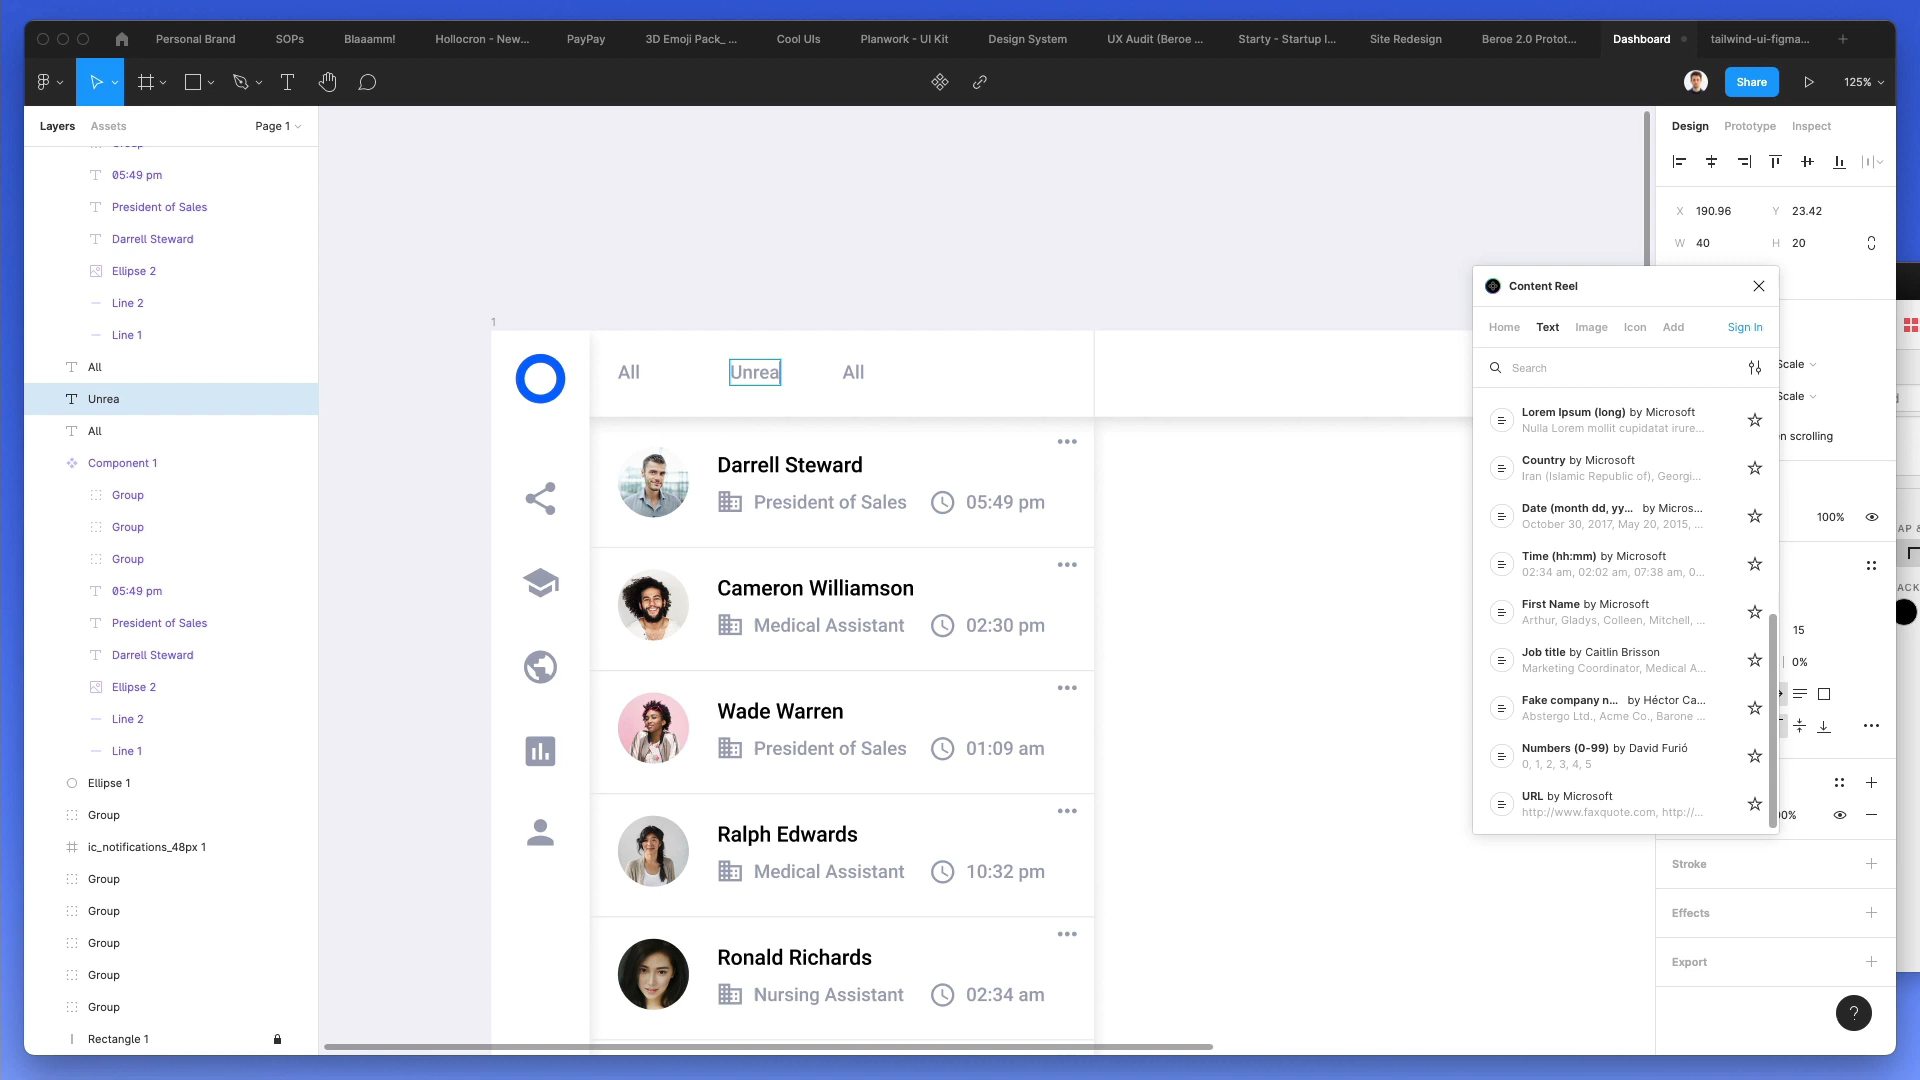 Personal Brand
SOPs
Blaaamm!
Hollocron - New...
PayPay
3D Emoji Pack_ ...
Cool UIs
Planwork - UI Kit
Design System
UX Audit (Beroe ...
Starty - Startup I...
Site Redesign
Beroe 2.0 Protot...
Dashboard
tailwind-ui-figma...
Share
125%
Layers
Assets
Page 1
05:49 pm
President of Sales
Darrell Steward
Ellipse 2
Line 2
Line 1
All
Unrea
All
Component 1
Group
Group
Group
05:49 pm
President of Sales
Darrell Steward
Ellipse 2
Line 2
Line 1
Ellipse 1
Group
ic_notifications_48px 1
Group
Group
Group
Group
Group
Rectangle 1
1
All
Unrea
All
Darrell Steward
President of Sales
05:49 pm
Cameron Williamson
Medical Assistant
02:30 pm
Wade Warren
President of Sales
01:09 am
Ralph Edwards
Medical Assistant
10:32 pm
Ronald Richards
Nursing Assistant
02:34 am
Content Reel
Home
Text
Image
Icon
Add
Sign In
Search
Lorem Ipsum (long) by Microsoft
Nulla Lorem mollit cupidatat irure...
Country by Microsoft
Iran (Islamic Republic of), Georgi...
Date (month dd, yy... by Micros...
October 30, 2017, May 20, 2015, ...
Time (hh:mm) by Microsoft
02:34 am, 02:02 am, 07:38 am, 0...
First Name by Microsoft
Arthur, Gladys, Colleen, Mitchell, ...
Job title by Caitlin Brisson
Marketing Coordinator, Medical A...
Fake company n... by Héctor Ca...
Abstergo Ltd., Acme Co., Barone ...
Numbers (0-99) by David Furió
0, 1, 2, 3, 4, 5
URL by Microsoft
http://www.faxquote.com, http://...
Design
Prototype
Inspect
X 190.96
Y 23.42
W 40
H 20
Scale
Scale
scrolling
100%
15
0%
Stroke
Effects
Export
?